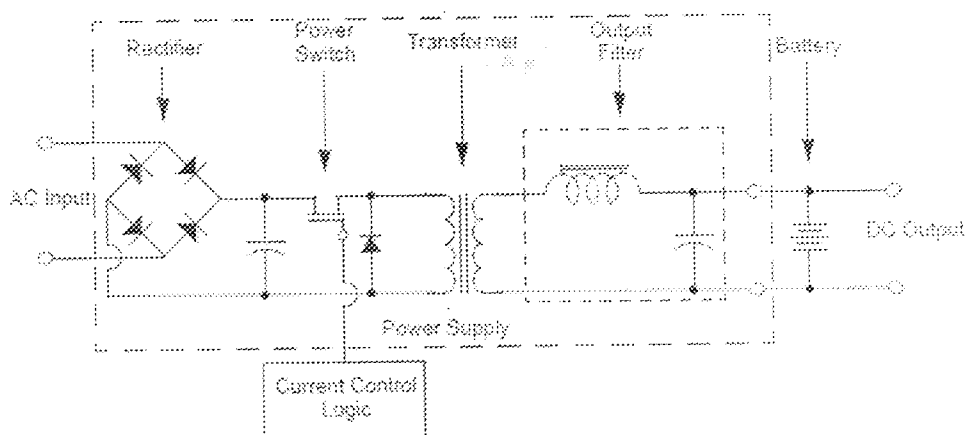 Rectifier
Power
Switch
Transformer
Output
Filter
Battery
AC Input
DC Output
Power Supply
Current Control
Logic